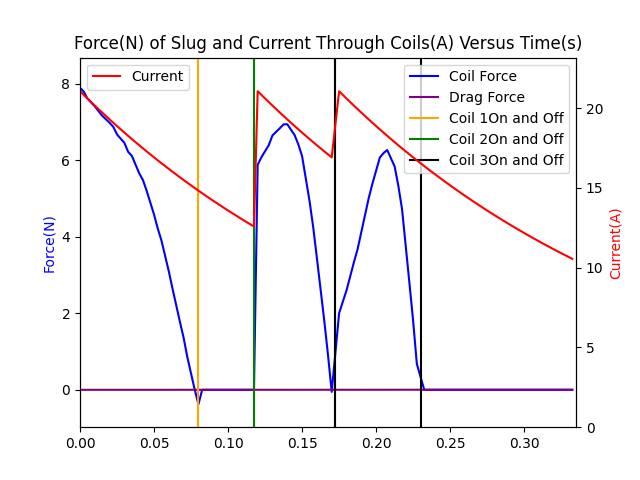 Force(N) of Slug and Current Through Coils(A) Versus Time(s)
Current
Coil Force
Drag Force
Coil 1On and Off
Coil 2On and Off
Coil 3On and Off
Force(N)
8
6
4
2
0
20
15
10
5
0
Current(A)
0.00 0.05 0.10 0.15 0.20 0.25 0.30